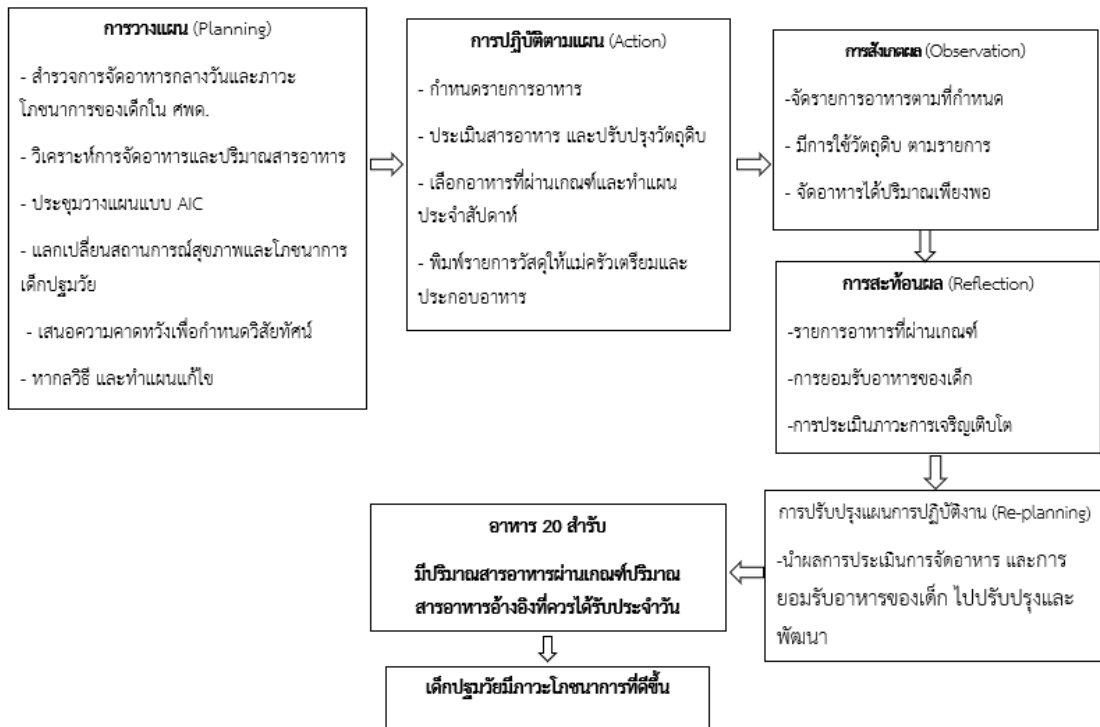 การวางแผน (Planning)
- สำรวจการจัดอาหารกลางวันและภาวะ
โภชนาการของเด็กใน ศพด.
- วิเคราะห์การจัดอาหารและปริมาณสารอาหาร
- ประชุมวางแผนแบบ AIC
- แลกเปลี่ยนสถานการณ์สุขภาพและโภชนาการ
เด็กปฐมวัย
- เสนอความคาดหวังเพื่อกำหนดวิสัยทัศน์
- หากลวิธี และทำแผนแก้ไข
การปฏิบัติตามแผน (Action)
- กำหนดรายการอาหาร
- ประเมินสารอาหาร และปรับปรุงวัตถุดิบ
- เลือกอาหารที่ผ่านเกณฑ์และทำแผน
ประจำสัปดาห์
- พิมพ์รายการวัสดุให้แม่ครัวเตรียมและ
ประกอบอาหาร
การสังเกตผล (Observation)
-จัดรายการอาหารตามที่กำหนด
- มีการใช้วัตถุดิบ ตามรายการ
- จัดอาหารได้ปริมาณเพียงพอ
การสะท้อนผล (Reflection)
-รายการอาหารที่ผ่านเกณฑ์
-การยอมรับอาหารของเด็ก
-การประเมินภาวะการเจริญเติบโต
การปรับปรุงแผนการปฏิบัติงาน (Re-planning)
-นำผลการประเมินการจัดอาหาร และการ
ยอมรับอาหารของเด็ก ไปปรับปรุงและ
พัฒนา
อาหาร 20 สำรับ
มีปริมาณสารอาหารผ่านเกณฑ์ปริมาณ
สารอาหารอ้างอิงที่ควรได้รับประจำวัน
เด็กปฐมวัยมีภาวะโภชนาการที่ดีขึ้น